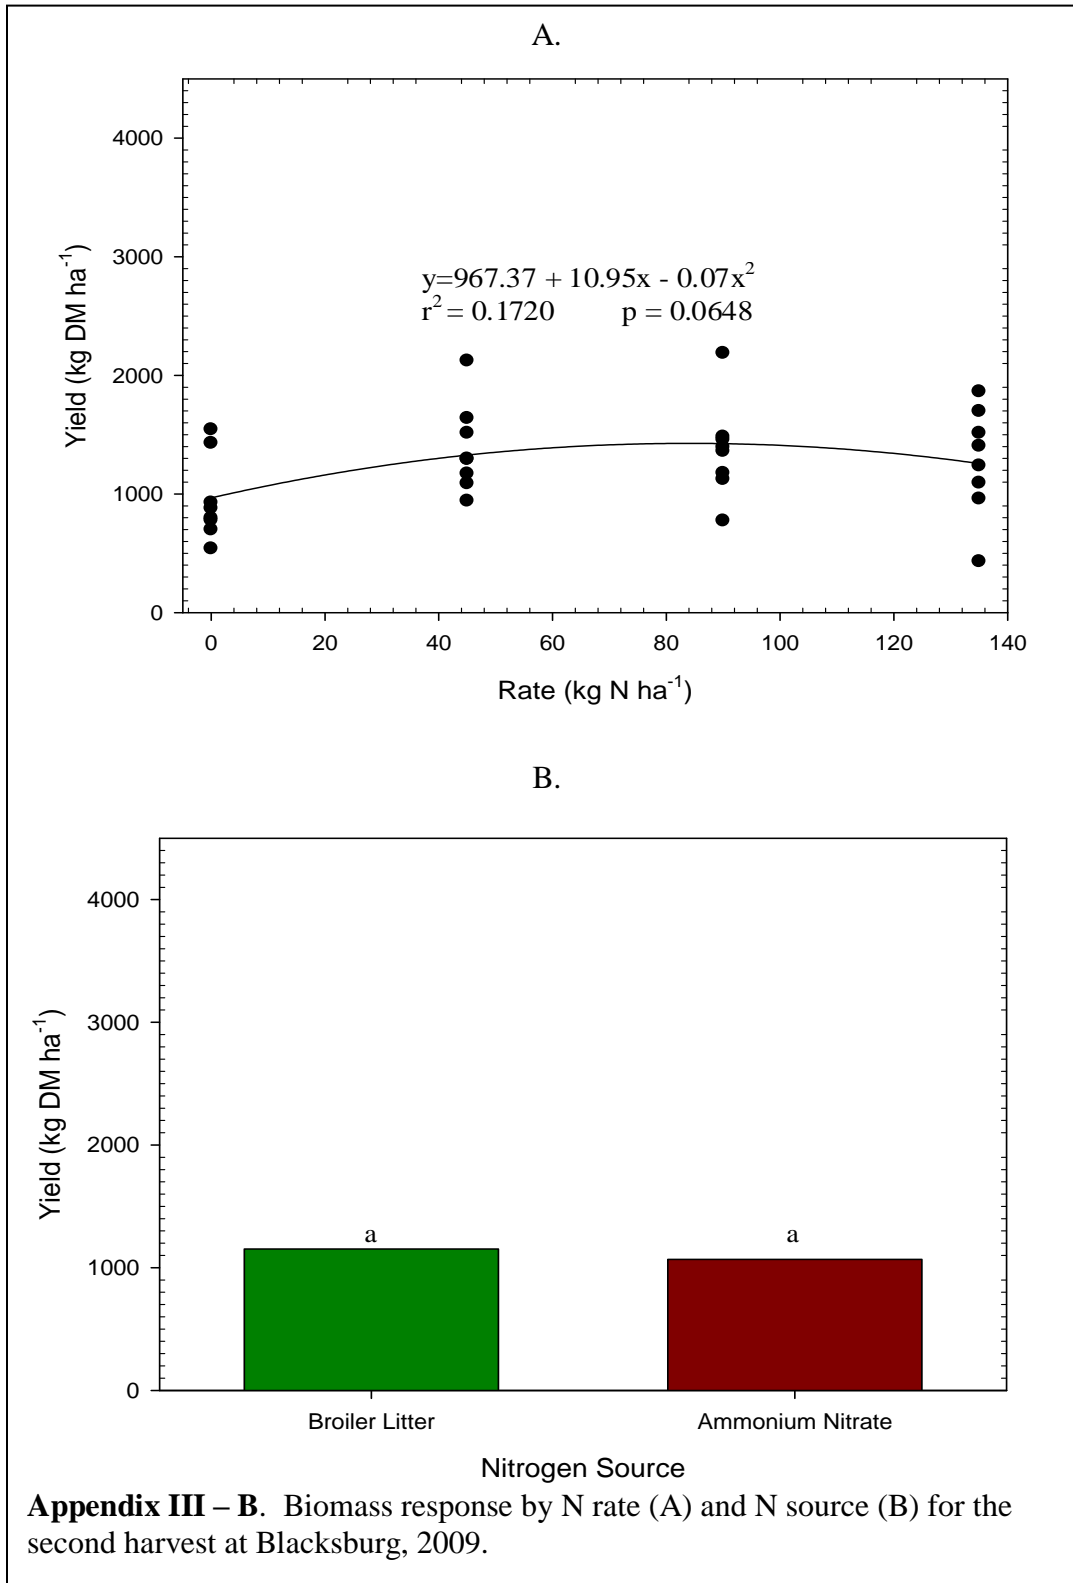 A.
4000
3000
2000
1000
0
Yield (kg DM ha⁻¹)
y=967.37 + 10.95x - 0.07x²
r² = 0.1720 p = 0.0648
0 20 40 60 80 100 120 140
Rate (kg N ha⁻¹)
B.
4000
3000
2000
1000
0
Yield (kg DM ha⁻¹)
a a
Broiler Litter Ammonium Nitrate
Nitrogen Source
Appendix III – B. Biomass response by N rate (A) and N source (B) for the
second harvest at Blacksburg, 2009.